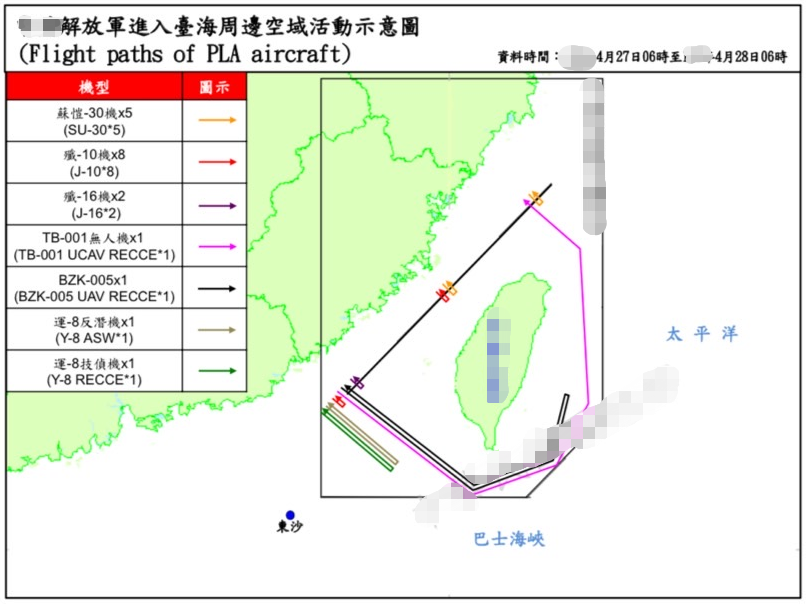 解放軍進入臺海周邊空域活動示意圖
(Flight paths of PLA aircraft)
資料時間：
4月27日06時至
4月28日06時
機型 圖示
蘇愷-30機x5
(SU-30*5)
殲-10機x8
(J-10*8)
殲-16機x2
(J-16*2)
TB-001無人機x1
(TB-001 UCAV RECCE*1)
BZK-005x1
(BZK-005 UAV RECCE*1)
運-8反潛機x1
(Y-8 ASW*1)
運-8技偵機x1
(Y-8 RECCE*1)
太平洋
東沙
巴士海峽